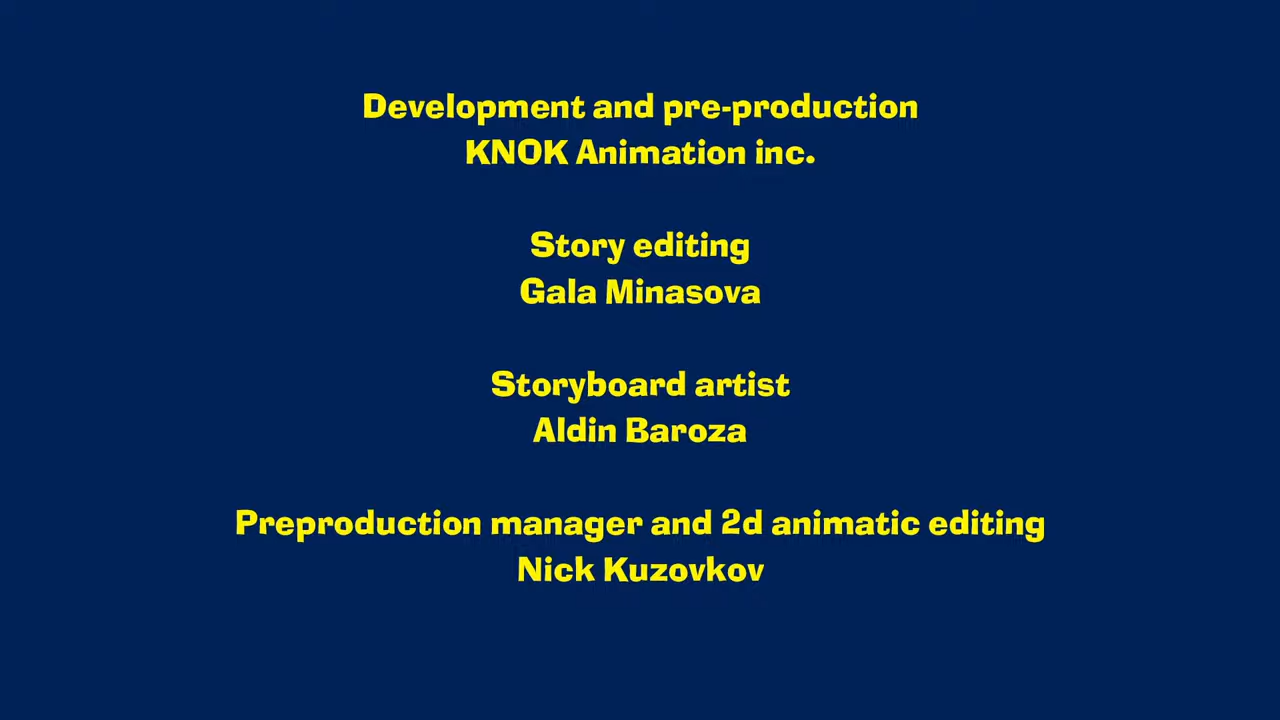 Development and pre-production
KNOK Animation inc.
Story editing
Gala Minasova
Storyboard artist
Aldin Baroza
Preproduction manager and 2d animatic editing
Nick Kuzovkov